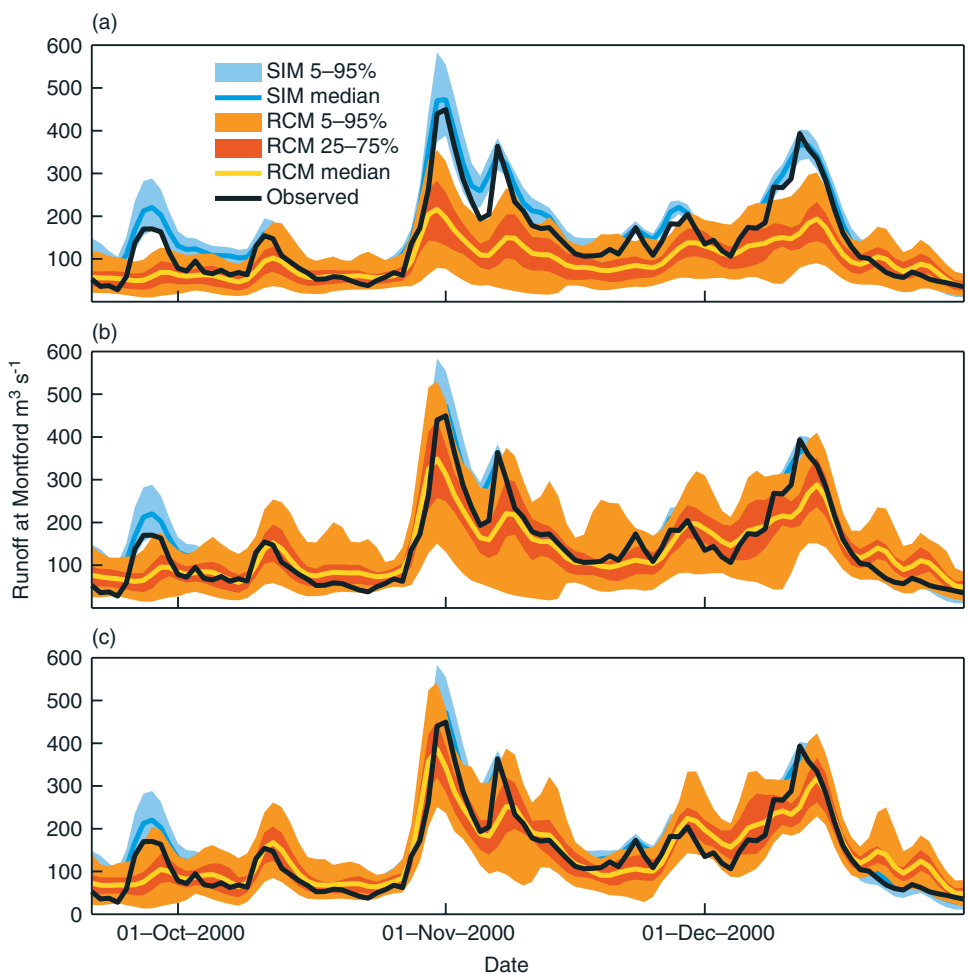 (a)
600
500
400
300
200
100
SIM 5–95%
SIM median
RCM 5–95%
RCM 25–75%
RCM median
Observed
(b)
600
500
400
300
200
100
Runoff at Montford m³ s⁻¹
(c)
600
500
400
300
200
100
0
01–Oct–2000
01–Nov–2000
01–Dec–2000
Date